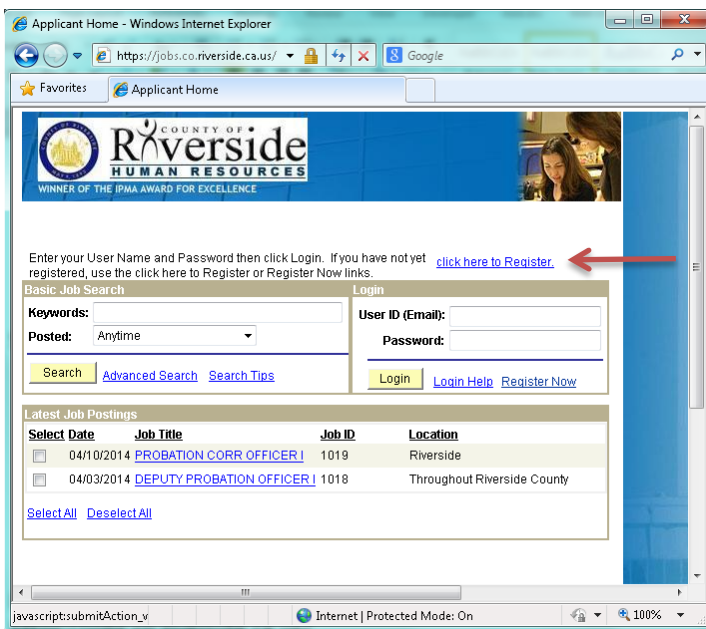 Applicant Home - Windows Internet Explorer
https://jobs.co.riverside.ca.us/ Google
Favorites Applicant Home
COUNTY OF
Riverside
HUMAN RESOURCES
WINNER OF THE IPMA AWARD FOR EXCELLENCE
Enter your User Name and Password then click Login. If you have not yet click here to Register.
registered, use the click here to Register or Register Now links.
Basic Job Search Login
Keywords: User ID (Email):
Posted: Anytime Password:
Search Advanced Search Search Tips Login Login Help Register Now
Latest Job Postings
Select Date Job Title Job ID Location
04/10/2014 PROBATION CORR OFFICER I 1019 Riverside
04/03/2014 DEPUTY PROBATION OFFICER I 1018 Throughout Riverside County
Select All Deselect All
javascript:submitAction_v Internet | Protected Mode: On 100%